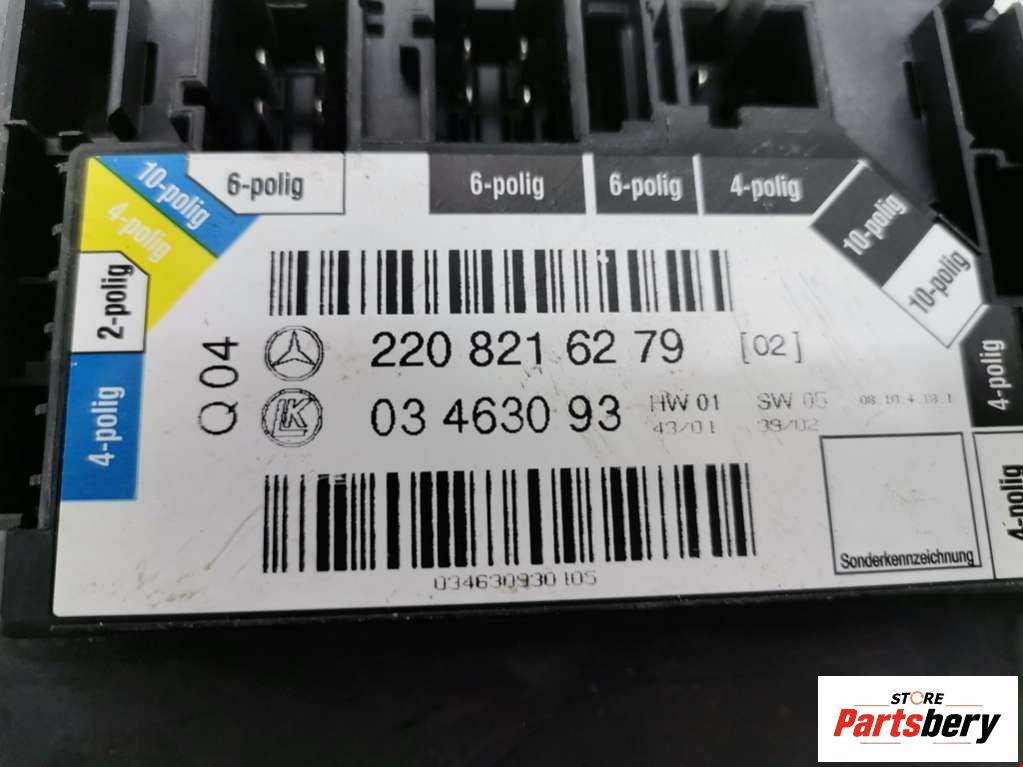 10-polig
6-polig
6-polig
6-polig
4-polig
10-polig
10-polig
4-polig
4-polig
4-polig
2-polig
4-polig
Q 04
220 821 62 79 [02]
LK 03 4630 93 HW 01 SW 05
43/01 39/02
034630930105
Sonderkennzeichnung
STORE
Partsbery